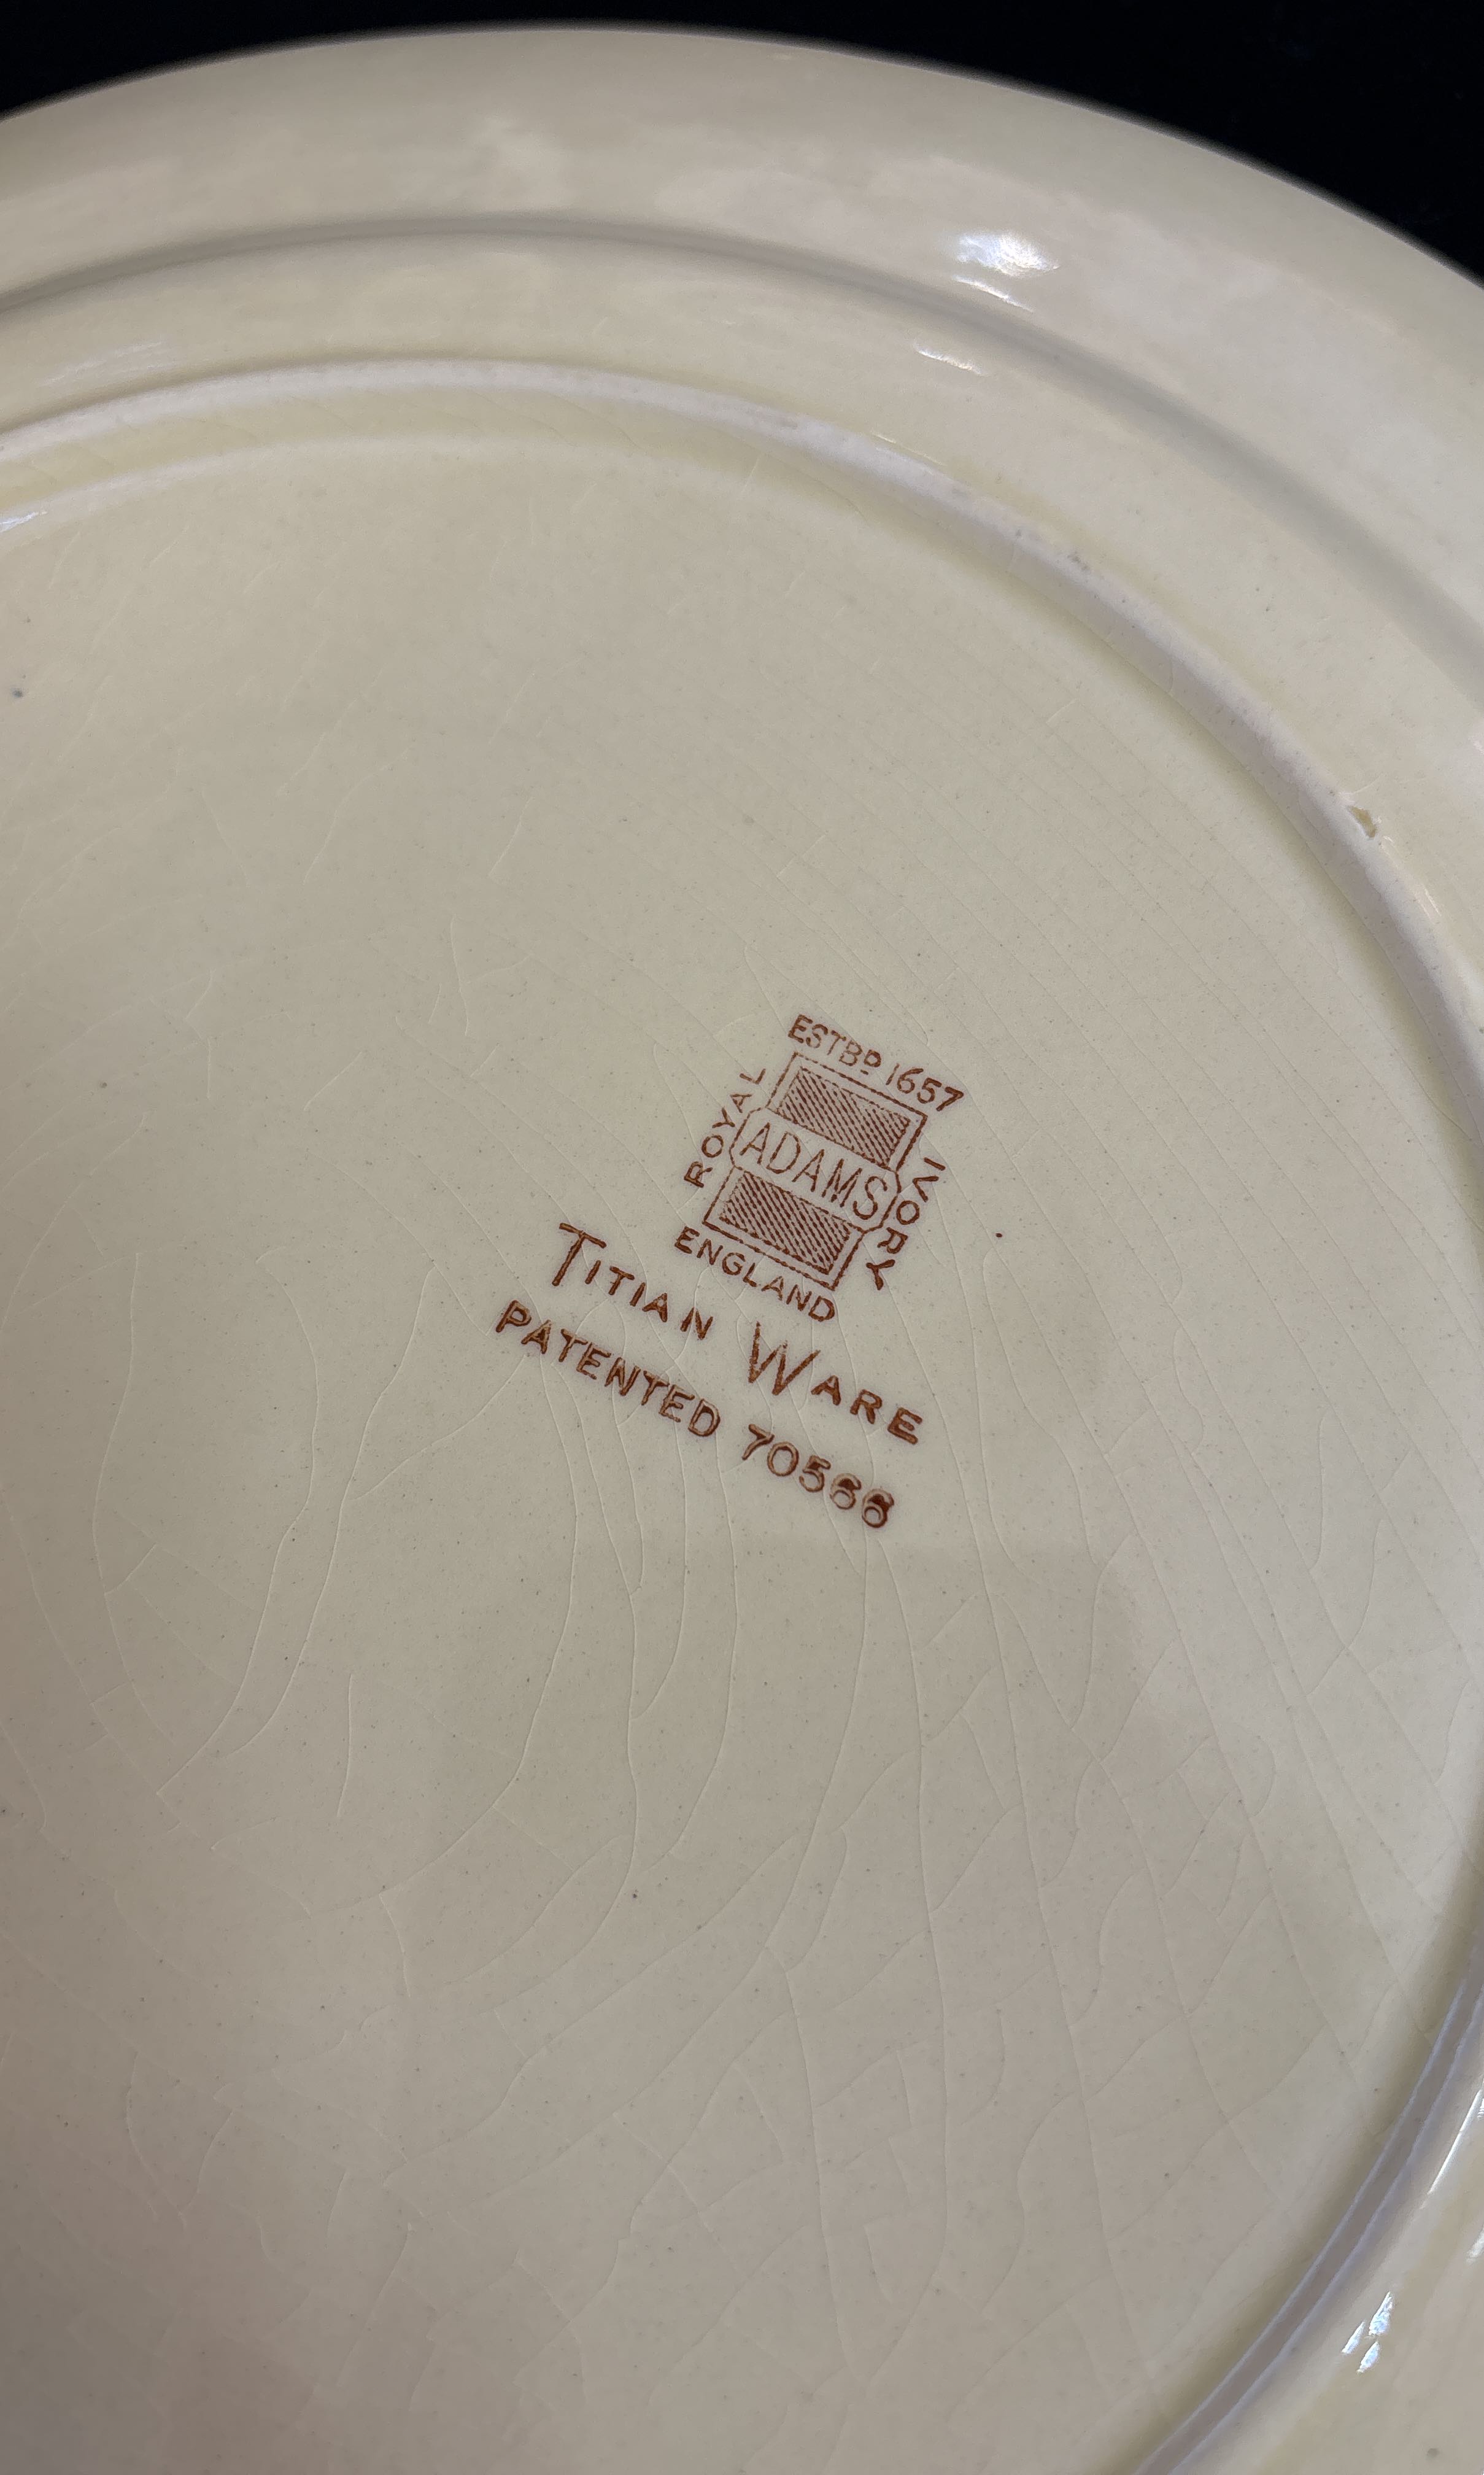 ESTBD 1657
ROYAL
ADAMS
IVORY
ENGLAND
TITIAN WARE
PATENTED 70566